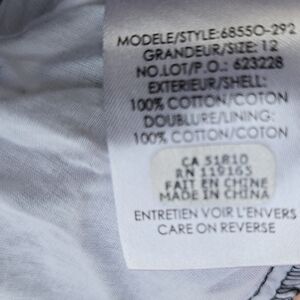 MODELE/STYLE:68550-292
GRANDEUR/SIZE: 12
NO.LOT/P.O.: 623228
EXTERIEUR/SHELL:
100% COTTON/COTON
DOUBLURE/LINING:
100% COTTON/COTON
CA 51810
RN 119165
FAIT EN CHINE
MADE IN CHINA
ENTRETIEN VOIR L'ENVERS
CARE ON REVERSE